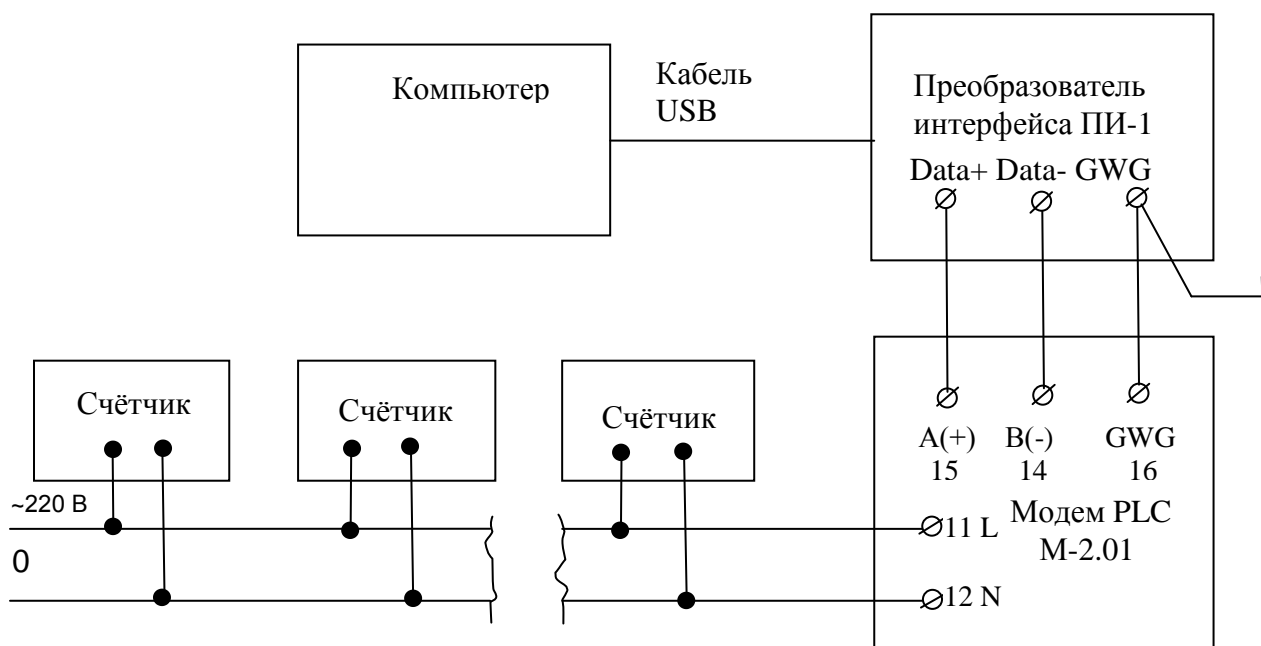 Компьютер
Кабель
USB
Преобразователь
интерфейса ПИ-1
Data+ Data- GWG
Счётчик
Счётчик
Счётчик
~220 В
0
A(+) B(-) GWG
15 14 16
Модем PLC
М-2.01
11 L
12 N